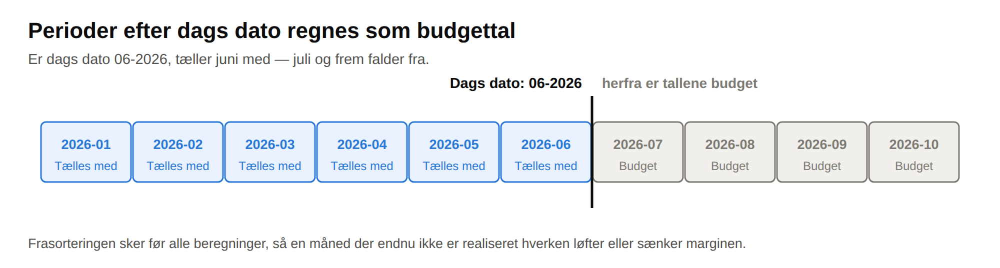 Perioder efter dags dato regnes som budgettal
Er dags dato 06-2026, tæller juni med — juli og frem falder fra.
Dags dato: 06-2026 herfra er tallene budget
2026-01 2026-02 2026-03 2026-04 2026-05 2026-06 2026-07 2026-08 2026-09 2026-10
Tælles med Tælles med Tælles med Tælles med Tælles med Tælles med Budget Budget Budget Budget
Frasorteringen sker før alle beregninger, så en måned der endnu ikke er realiseret hverken løfter eller sænker marginen.